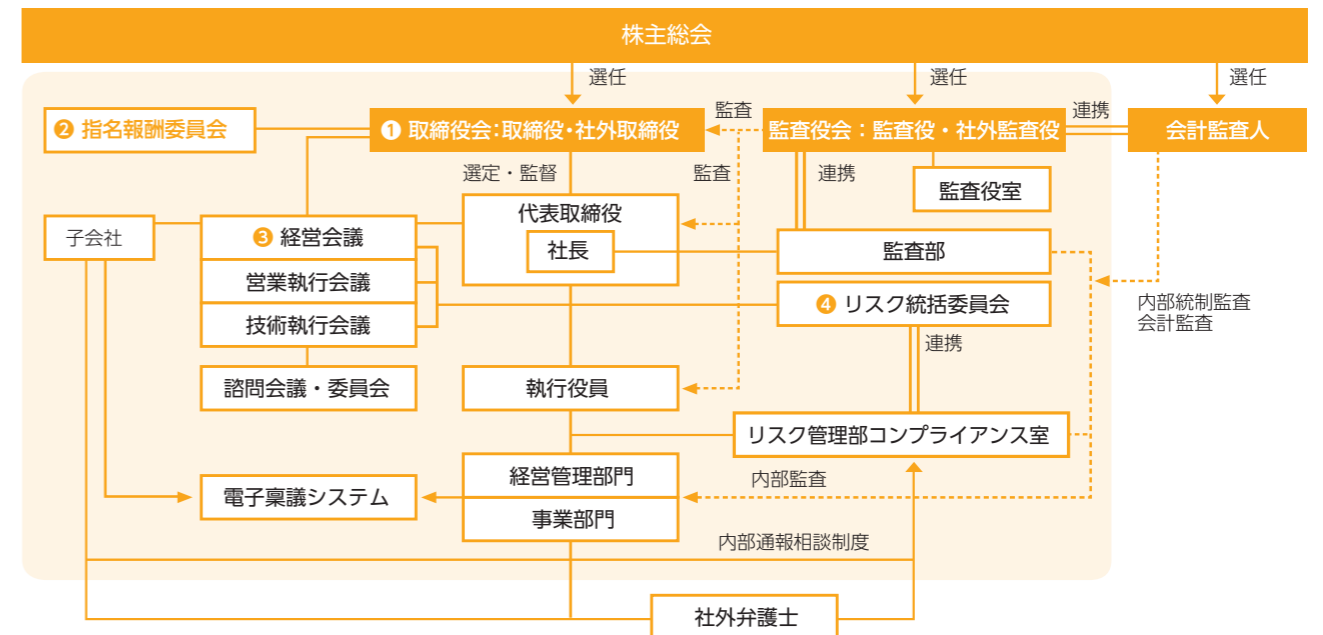 株主総会
選任
選任
選任
❷ 指名報酬委員会
❶ 取締役会:取締役・社外取締役
監査
監査役会：監査役・社外監査役
連携
会計監査人
選定・監督
監査
連携
監査役室
子会社
❸ 経営会議
代表取締役
社長
監査部
営業執行会議
技術執行会議
❹ リスク統括委員会
内部統制監査
会計監査
連携
諮問会議・委員会
執行役員
リスク管理部コンプライアンス室
経営管理部門
内部監査
電子稟議システム
事業部門
内部通報相談制度
社外弁護士